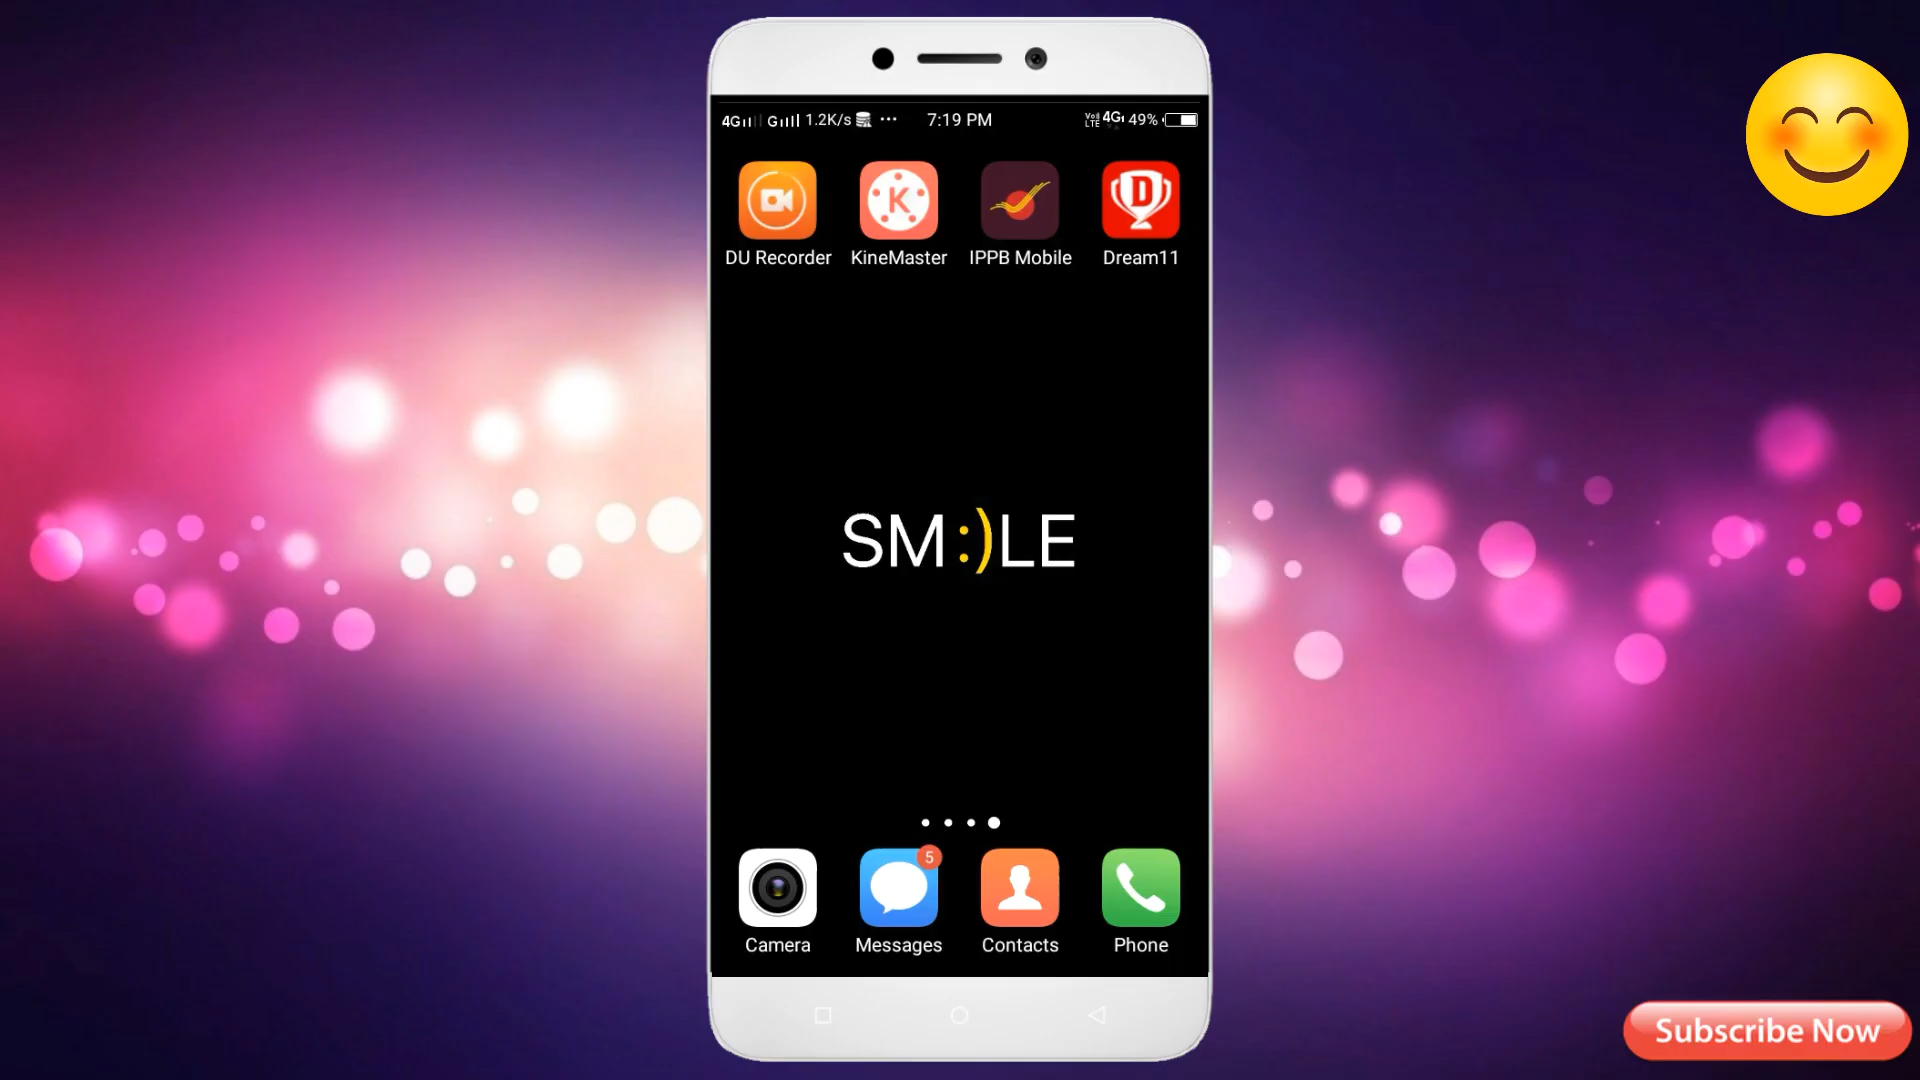 4G G 1.2K/s ... 7:19 PM VoLTE 4G 49%
K D
DU Recorder KineMaster IPPB Mobile Dream11
SM:)LE
5
Camera Messages Contacts Phone
Subscribe Now